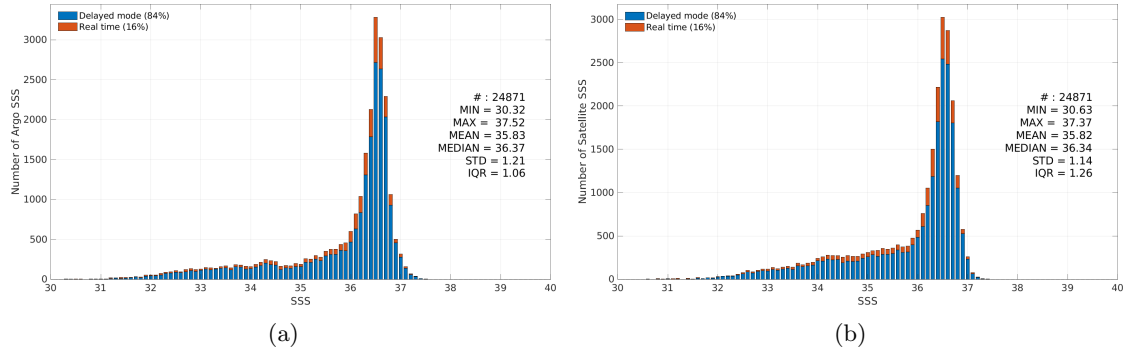 Delayed mode (84%)
Real time (16%)
3000
2500
2000
1500
1000
500
0
Number of Argo SSS
# : 24871
MIN = 30.32
MAX = 37.52
MEAN = 35.83
MEDIAN = 36.37
STD = 1.21
IQR = 1.06
30 31 32 33 34 35 36 37 38 39 40
SSS
(a)
Delayed mode (84%)
Real time (16%)
3000
2500
2000
1500
1000
500
0
Number of Satellite SSS
# : 24871
MIN = 30.63
MAX = 37.37
MEAN = 35.82
MEDIAN = 36.34
STD = 1.14
IQR = 1.26
30 31 32 33 34 35 36 37 38 39 40
SSS
(b)